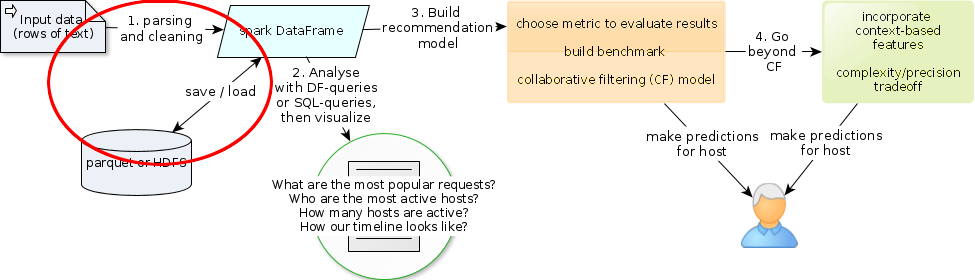 Input data
(rows of text)
1. parsing
and cleaning
spark DataFrame
save / load
parquet or HDFS
2. Analyse
with DF-queries
or SQL-queries,
then visualize
What are the most popular requests?
Who are the most active hosts?
How many hosts are active?
How our timeline looks like?
3. Build
recommendation
model
choose metric to evaluate results
build benchmark
collaborative filtering (CF) model
4. Go
beyond
CF
incorporate
context-based
features
complexity/precision
tradeoff
make predictions
for host
make predictions
for host